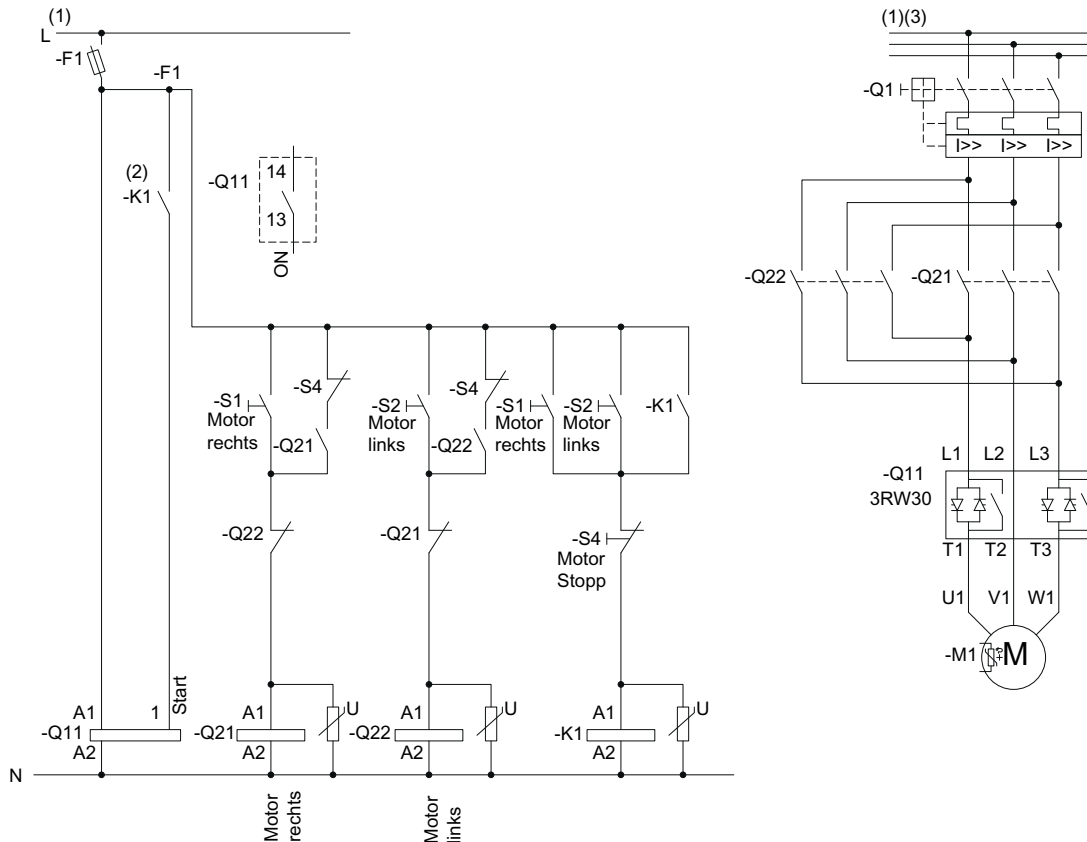 (1)
L
-F1
-F1
(2)
-K1
-Q11
14
13
ON
-S1
Motor
rechts
-S4
-Q21
-S2
Motor
links
-S4
-Q22
-S1
Motor
rechts
-S2
Motor
links
-K1
-Q22
-Q21
-S4
Motor
Stopp
Start
A1
1
-Q11
A2
A1
-Q21
A2
U
A1
-Q22
A2
U
A1
-K1
A2
U
N
Motor
rechts
Motor
links
(1)(3)
-Q1
I>> I>> I>>
-Q22
-Q21
L1 L2 L3
-Q11
3RW30
T1 T2 T3
U1 V1 W1
-M1
M